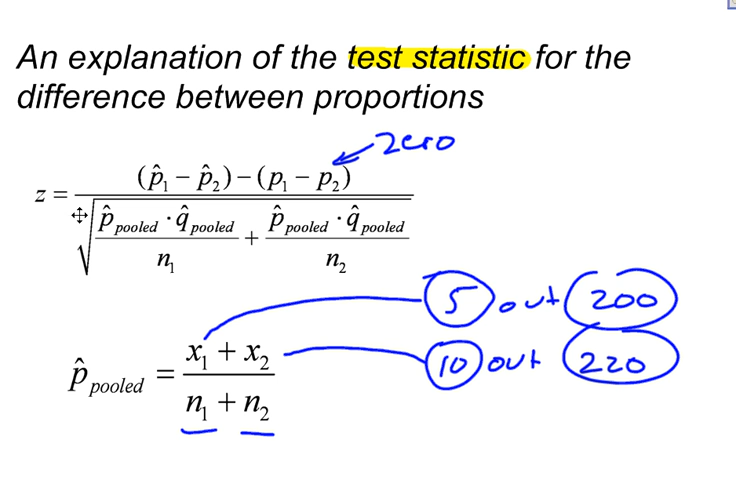 An explanation of the test statistic for the
difference between proportions
zero
z = ((p̂₁ − p̂₂) − (p₁ − p₂)) / √(p̂pooled · q̂pooled / n₁ + p̂pooled · q̂pooled / n₂)
5 out 200
p̂pooled = (x₁ + x₂) / (n₁ + n₂)
10 out 220